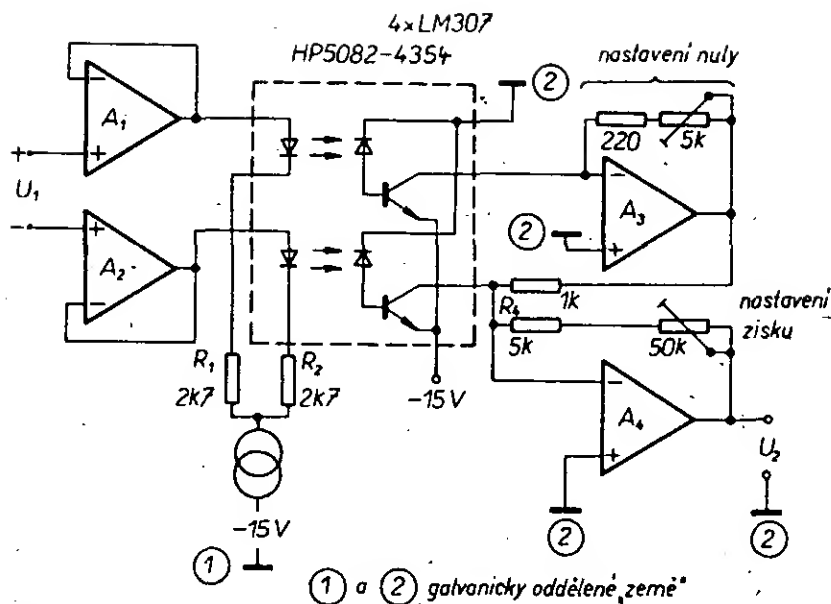 4×LM307
HP5082-4354
nastavení nuly
2
A1
220
5k
+
U1
-
A3
2
A2
R4
1k
5k
50k
nastavení
zisku
R1
2k7
R2
2k7
-15V
A4
U2
-15V
1
2
2
1 a 2 galvanicky oddělené „země“